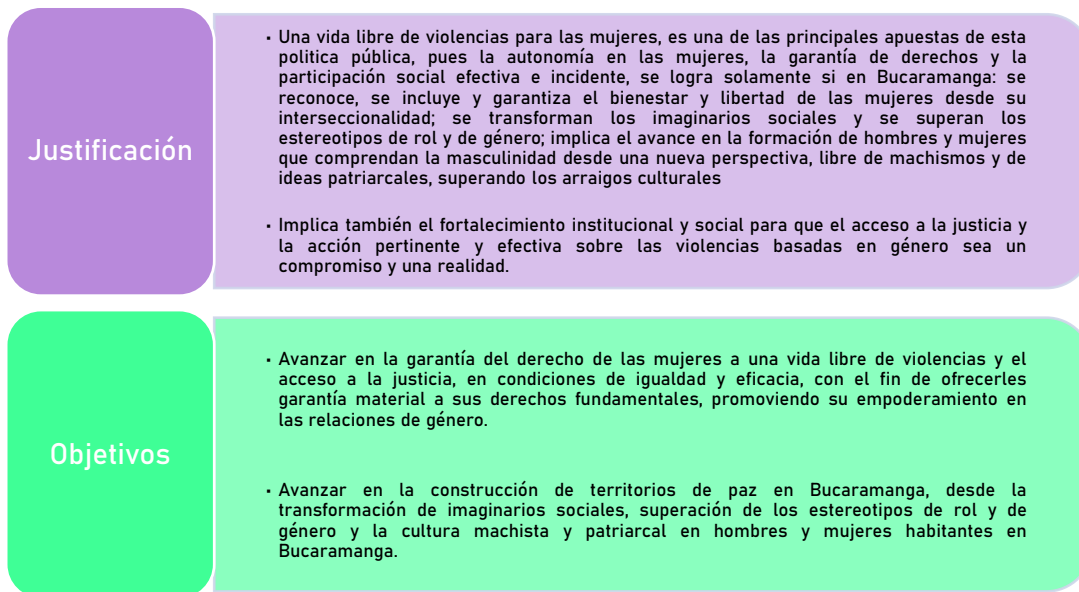 Justificación
· Una vida libre de violencias para las mujeres, es una de las principales apuestas de esta
politica pública, pues la autonomía en las mujeres, la garantía de derechos y la
participación social efectiva e incidente, se logra solamente si en Bucaramanga: se
reconoce, se incluye y garantiza el bienestar y libertad de las mujeres desde su
interseccionalidad; se transforman los imaginarios sociales y se superan los
estereotipos de rol y de género; implica el avance en la formación de hombres y mujeres
que comprendan la masculinidad desde una nueva perspectiva, libre de machismos y de
ideas patriarcales, superando los arraigos culturales
· Implica también el fortalecimiento institucional y social para que el acceso a la justicia y
la acción pertinente y efectiva sobre las violencias basadas en género sea un
compromiso y una realidad.
Objetivos
· Avanzar en la garantía del derecho de las mujeres a una vida libre de violencias y el
acceso a la justicia, en condiciones de igualdad y eficacia, con el fin de ofrecerles
garantía material a sus derechos fundamentales, promoviendo su empoderamiento en
las relaciones de género.
· Avanzar en la construcción de territorios de paz en Bucaramanga, desde la
transformación de imaginarios sociales, superación de los estereotipos de rol y de
género y la cultura machista y patriarcal en hombres y mujeres habitantes en
Bucaramanga.